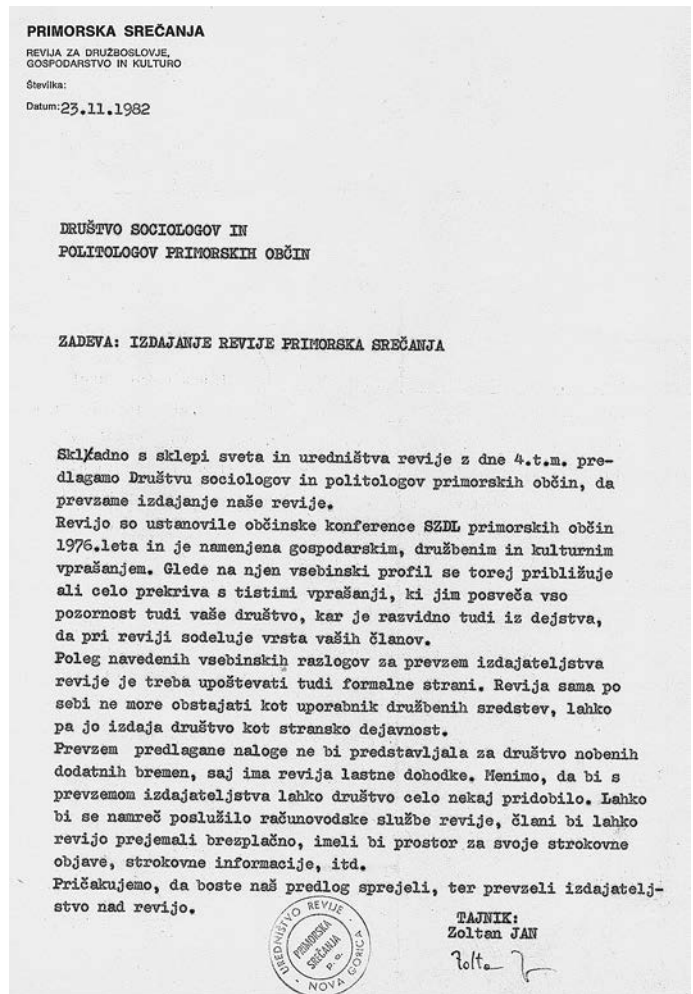 PRIMORSKA SREČANJA
REVIJA ZA DRUŽBOSLOVJE,
GOSPODARSTVO IN KULTURO
Številka:
Datum: 23.11.1982
DRUŠTVO SOCIOLOGOV IN
POLITOLOGOV PRIMORSKIH OBČIN
ZADEVA: IZDAJANJE REVIJE PRIMORSKA SREČANJA
Skladno s sklepi sveta in uredništva revije z dne 4.t.m. pre-
dlagamo Društvu sociologov in politologov primorskih občin, da
prevzame izdajanje naše revije.
Revijo so ustanovile občinske konference SZDL primorskih občin
1976.leta in je namenjena gospodarskim, družbenim in kulturnim
vprašanjem. Glede na njen vsebinski profil se torej približuje
ali celo prekriva s tistimi vprašanji, ki jim posveča vso
pozornost tudi vaše društvo, kar je razvidno tudi iz dejstva,
da pri reviji sodeluje vrsta vaših članov.
Poleg navedenih vsebinskih razlogov za prevzem izdajateljstva
revije je treba upoštevati tudi formalne strani. Revija sama po
sebi ne more obstajati kot uporabnik družbenih sredstev, lahko
pa jo izdaja društvo kot stransko dejavnost.
Prevzem predlagane naloge ne bi predstavljala za društvo nobenih
dodatnih bremen, saj ima revija lastne dohodke. Menimo, da bi s
prevzemom izdajateljstva lahko društvo celo nekaj pridobilo. Lahko
bi se namreč poslužilo računovodske službe revije, člani bi lahko
revijo prejemali brezplačno, imeli bi prostor za svoje strokovne
objave, strokovne informacije, itd.
Pričakujemo, da boste naš predlog sprejeli, ter prevzeli izdajatelj-
stvo nad revijo.
TAJNIK:
Zoltan JAN
UREDNIŠTVO REVIJE
PRIMORSKA
SREČANJA
p. o.
NOVA GORICA